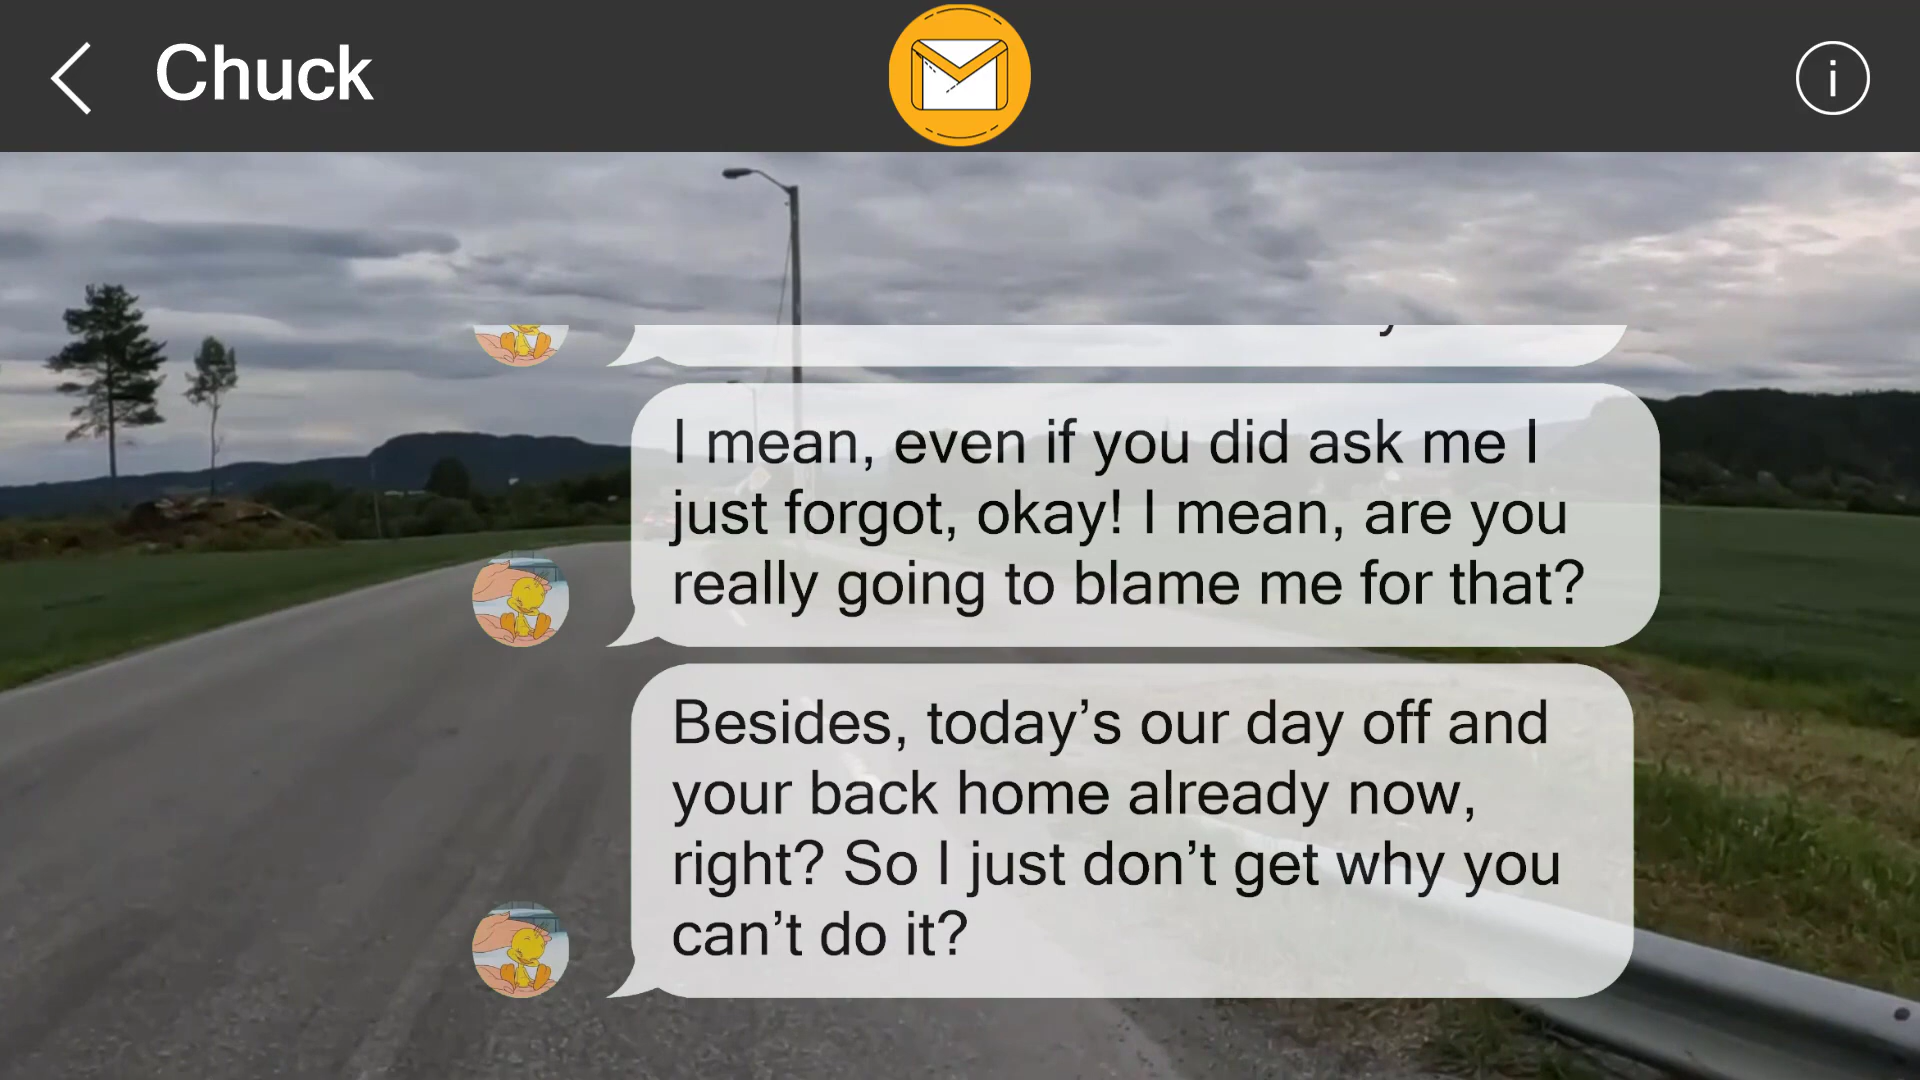 Chuck
I mean, even if you did ask me I
just forgot, okay! I mean, are you
really going to blame me for that?
Besides, today’s our day off and
your back home already now,
right? So I just don’t get why you
can’t do it?